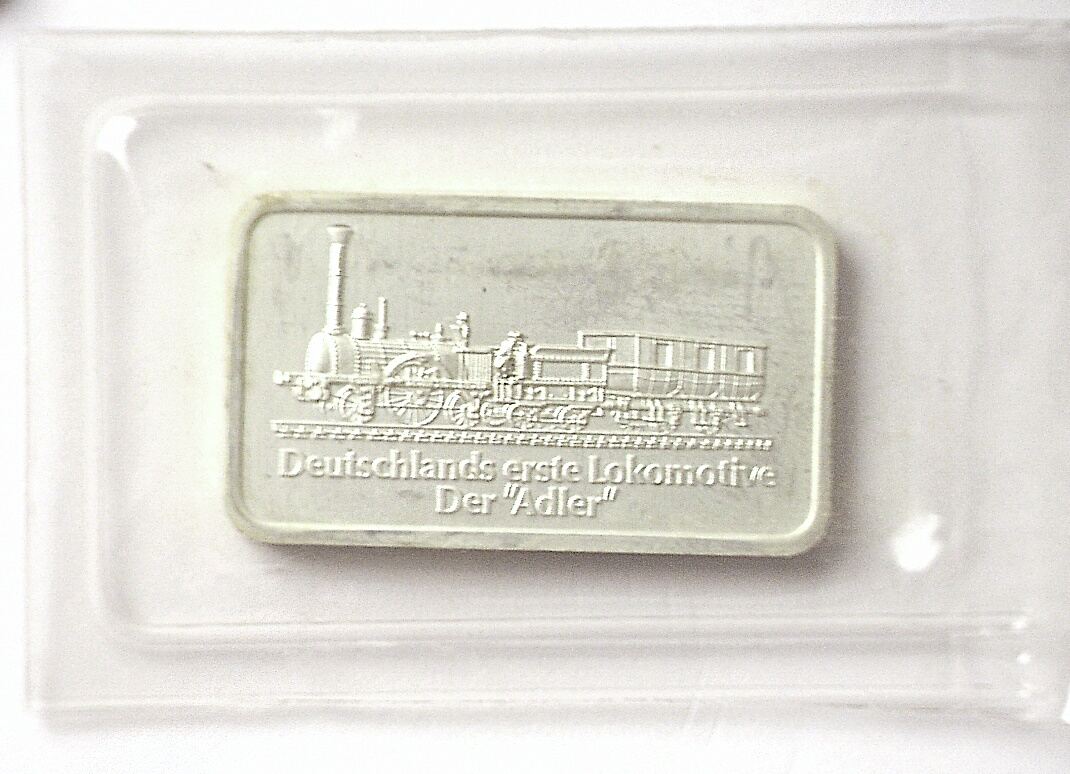 Deutschlands erste Lokomotive
Der "Adler"